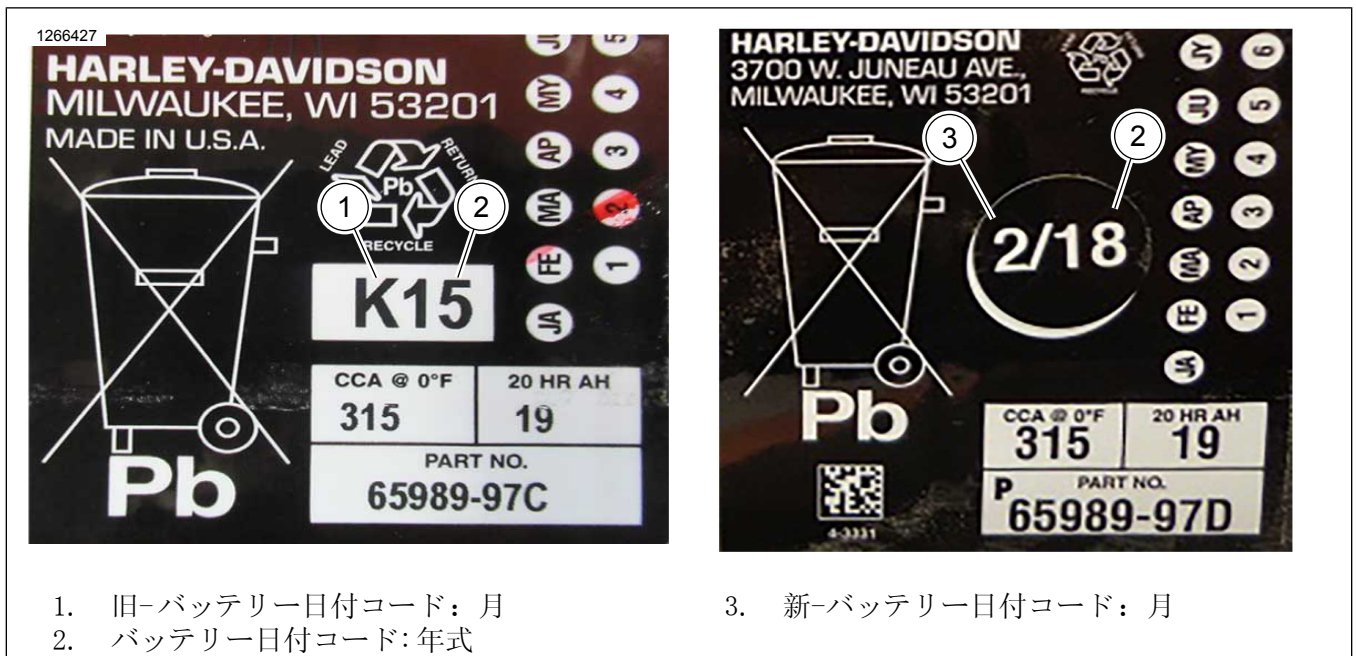 1266427
HARLEY-DAVIDSON
MILWAUKEE, WI 53201
MADE IN U.S.A.
LEAD
RETURN
Pb
RECYCLE
1
2
K15
MY
AP
MA
FE
JA
5
4
3
2
1
CCA @ 0°F
20 HR AH
315
19
PART NO.
65989-97C
Pb
HARLEY-DAVIDSON
3700 W. JUNEAU AVE.,
MILWAUKEE, WI 53201
LEAD
RETURN
Pb
RECYCLE
3
2
2/18
JY
JU
MY
AP
MA
FE
JA
6
5
4
3
2
1
Pb
4-3331
CCA @ 0°F
20 HR AH
315
19
P
PART NO.
65989-97D
1. 旧-バッテリー日付コード：月
2. バッテリー日付コード:年式
3. 新-バッテリー日付コード：月